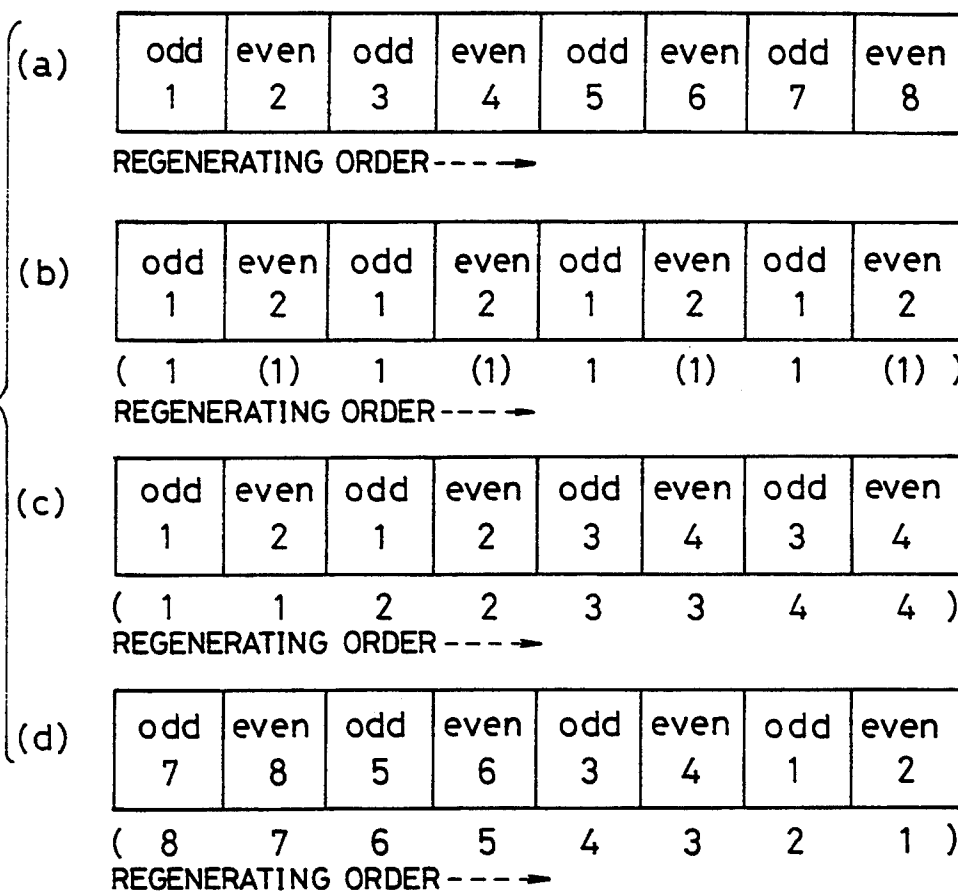 (a) odd even odd even odd even odd even
1 2 3 4 5 6 7 8
REGENERATING ORDER ---->
(b) odd even odd even odd even odd even
1 2 1 2 1 2 1 2
( 1 (1) 1 (1) 1 (1) 1 (1) )
REGENERATING ORDER ---->
(c) odd even odd even odd even odd even
1 2 1 2 3 4 3 4
( 1 1 2 2 3 3 4 4 )
REGENERATING ORDER ---->
(d) odd even odd even odd even odd even
7 8 5 6 3 4 1 2
( 8 7 6 5 4 3 2 1 )
REGENERATING ORDER ---->